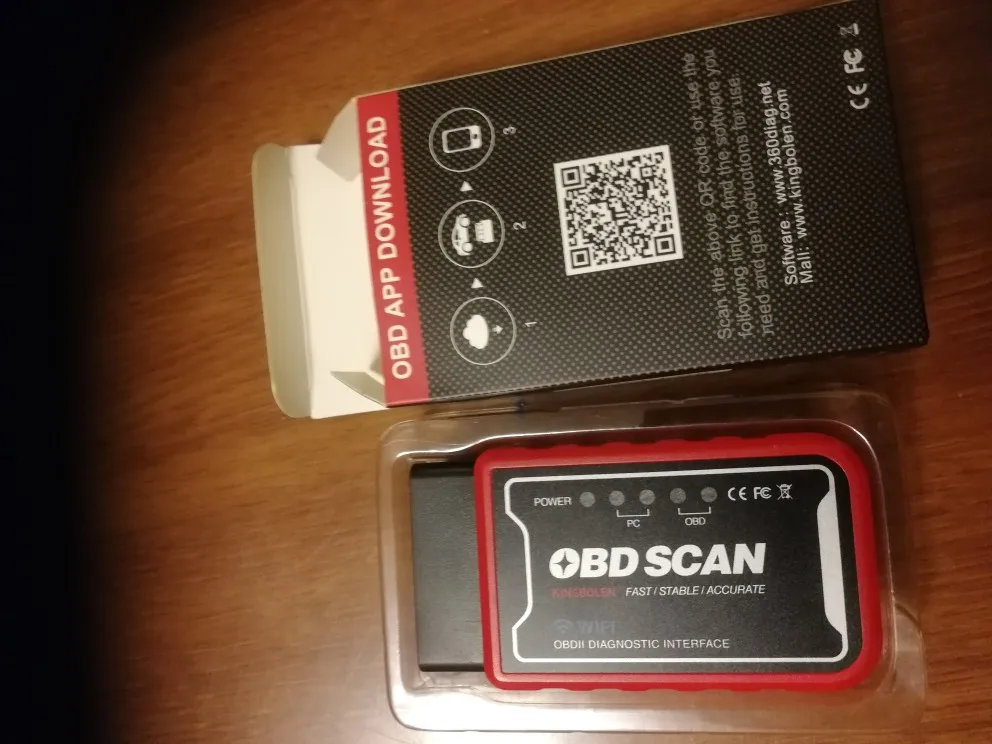 OBD APP DOWNLOAD
1
2
3
Scan the above QR code or use the
following link to find the software you
need and get instructions for use.
Software: www.360diag.net
Mall: www.kingbolen.com
CE FC
POWER
PC
OBD
CE FC
OBD SCAN
KINGBOLEN FAST / STABLE / ACCURATE
WIFI
OBDII DIAGNOSTIC INTERFACE